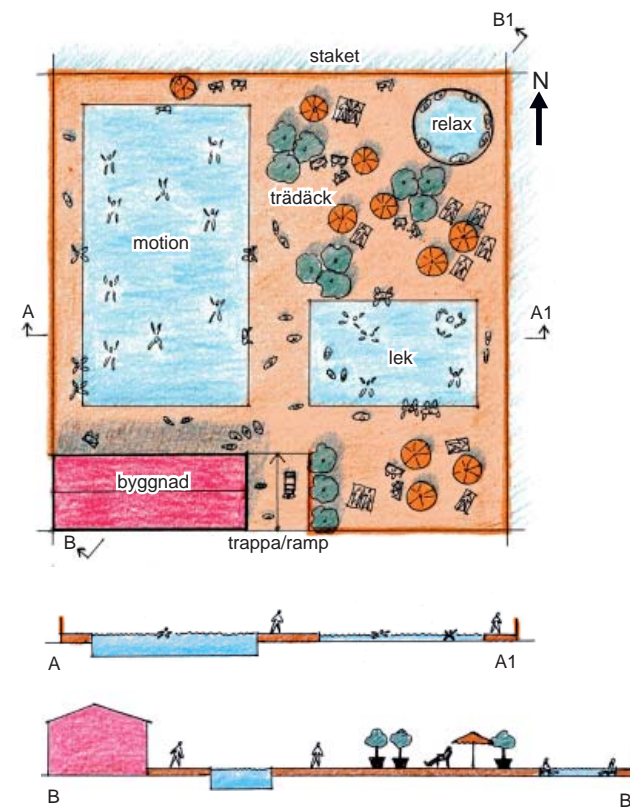 B1
staket
N
relax
trädäck
motion
A
A1
lek
byggnad
B
trappa/ramp
A
A1
B
B